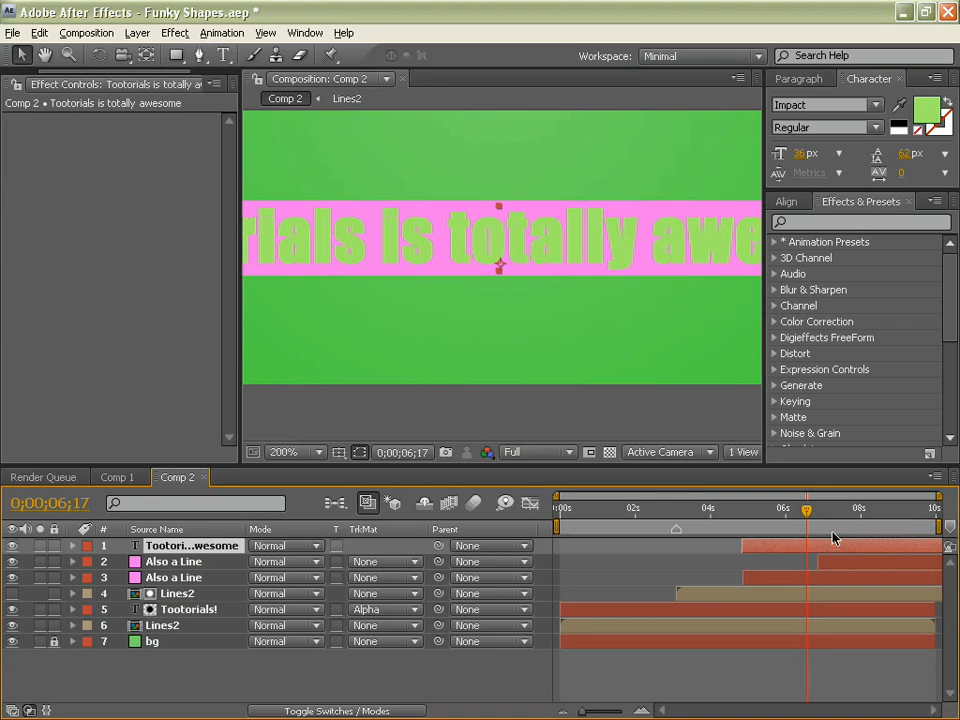 Adobe After Effects - Funky Shapes.aep *
File Edit Composition Layer Effect Animation View Window Help
Workspace: Minimal Search Help
Effect Controls: Tootorials is totally a
Comp 2 • Tootorials is totally awesome
Composition: Comp 2
Comp 2 Lines2
rials is totally awe
200% 0;00;06;17 Full Active Camera 1 View
Paragraph Character
Impact
Regular
36 px 62 px
Metrics 0
Align Effects & Presets
* Animation Presets
3D Channel
Audio
Blur & Sharpen
Channel
Color Correction
Digieffects FreeForm
Distort
Expression Controls
Generate
Keying
Matte
Noise & Grain
Render Queue Comp 1 Comp 2
0;00;06;17
:00s 02s 04s 06s 08s 10s
# Source Name Mode T TrkMat Parent
1 Tootori...wesome Normal None
2 Also a Line Normal None None
3 Also a Line Normal None None
4 Lines2 Normal None None
5 Tootorials! Normal Alpha None
6 Lines2 Normal None None
7 bg Normal None None
Toggle Switches / Modes